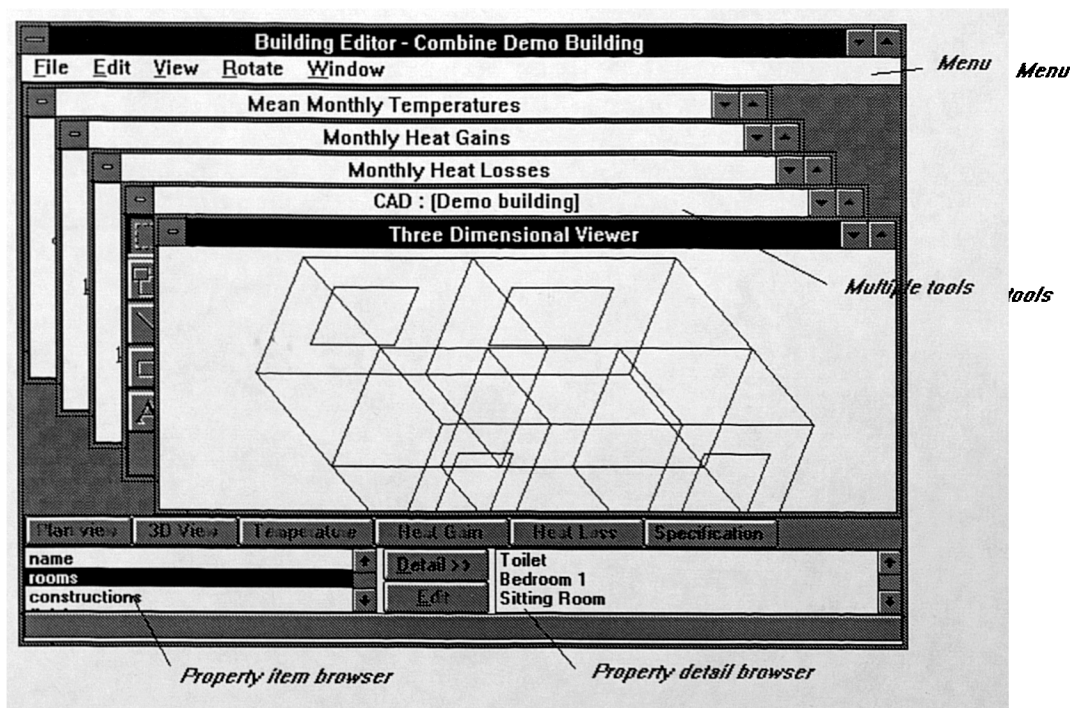 Building Editor - Combine Demo Building
File Edit View Rotate Window
Menu
Menu
Mean Monthly Temperatures
Monthly Heat Gains
Monthly Heat Losses
CAD : [Demo building]
Three Dimensional Viewer
Multiple tools
tools
A
Plan view 3D View Temperature Heat Gain Heat Loss Specification
name
rooms
constructions
Detail >>
Edit
Toilet
Bedroom 1
Sitting Room
Property item browser
Property detail browser